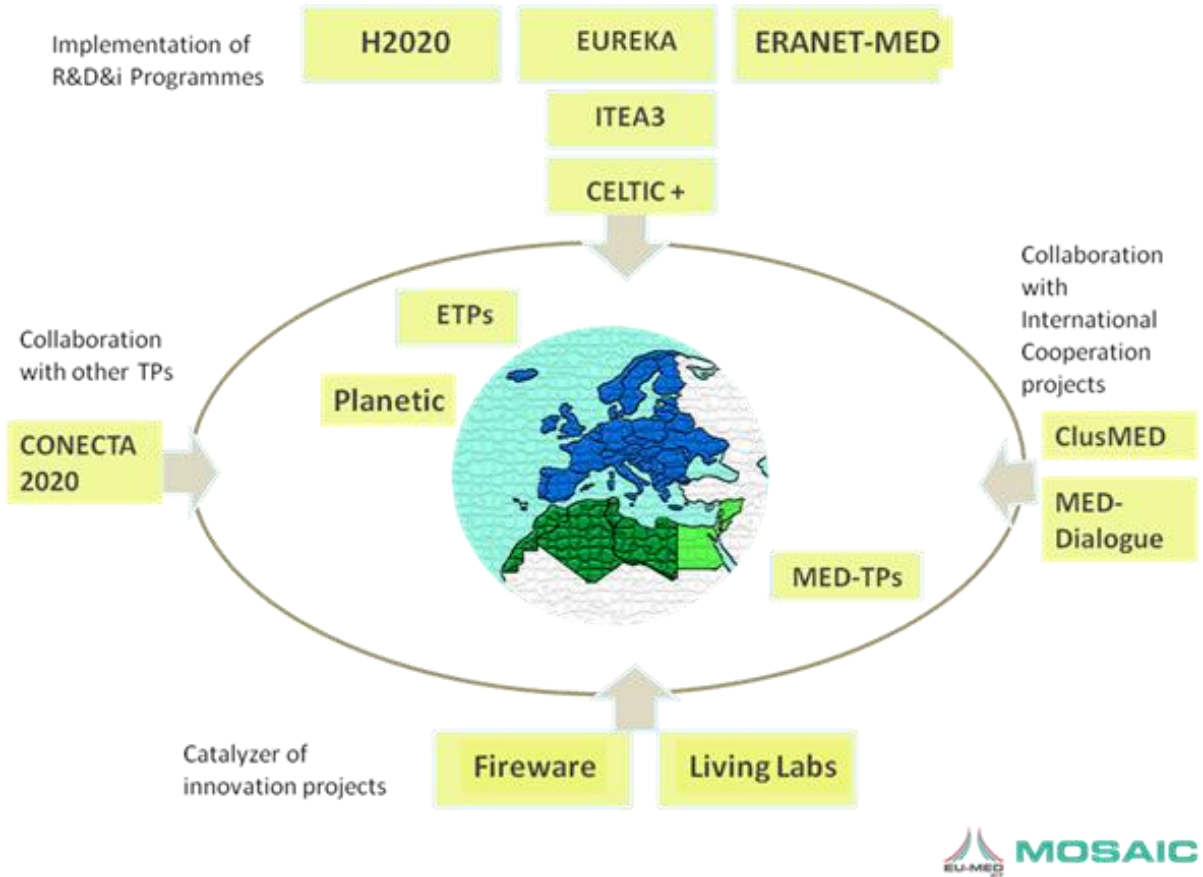 Implementation of
R&D&i Programmes
H2020
EUREKA
ERANET-MED
ITEA3
CELTIC +
Collaboration
with
International
Cooperation
projects
ETPs
Collaboration
with other TPs
Planetic
CONECTA
2020
ClusMED
MED-
Dialogue
MED-TPs
Catalyzer of
innovation projects
Fireware
Living Labs
EU-MED
ICT
MOSAIC